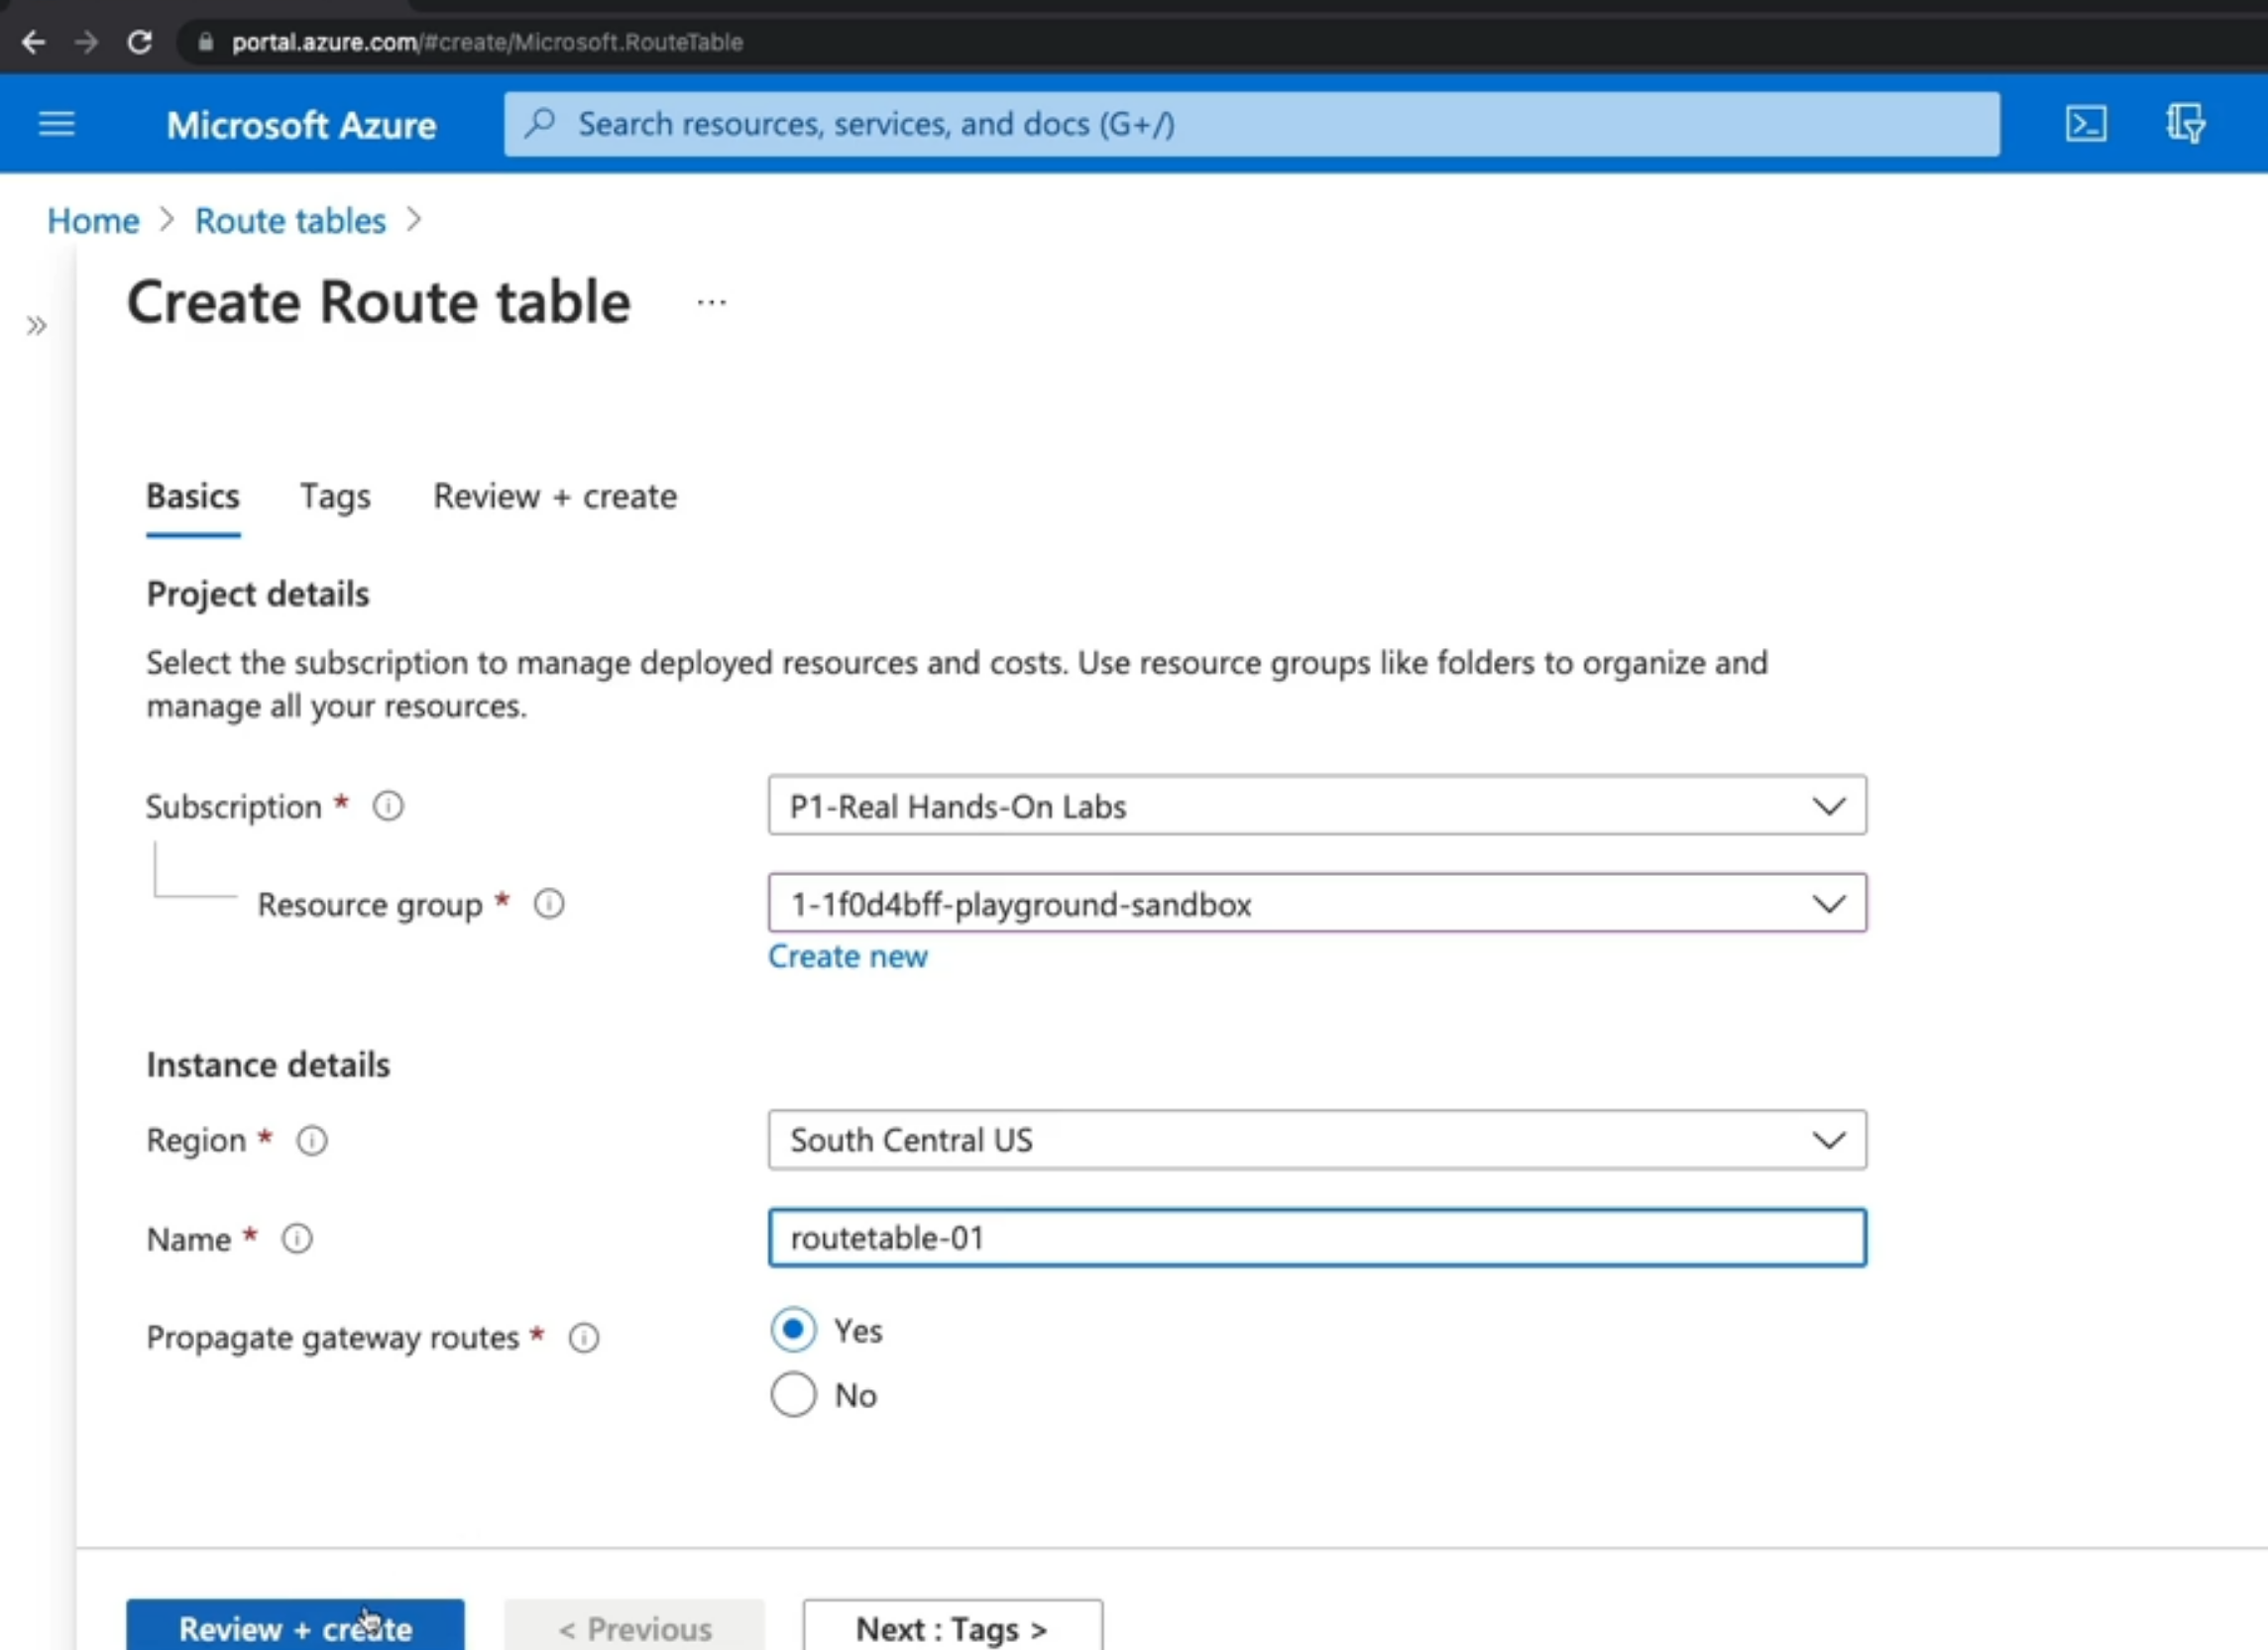 portal.azure.com/#create/Microsoft.RouteTable
Microsoft Azure
Search resources, services, and docs (G+/)
Home > Route tables >
Create Route table ...
»
Basics Tags Review + create
Project details
Select the subscription to manage deployed resources and costs. Use resource groups like folders to organize and
manage all your resources.
Subscription * P1-Real Hands-On Labs
Resource group * 1-1f0d4bff-playground-sandbox
Create new
Instance details
Region * South Central US
Name * routetable-01
Propagate gateway routes * Yes
No
Review + create < Previous Next : Tags >